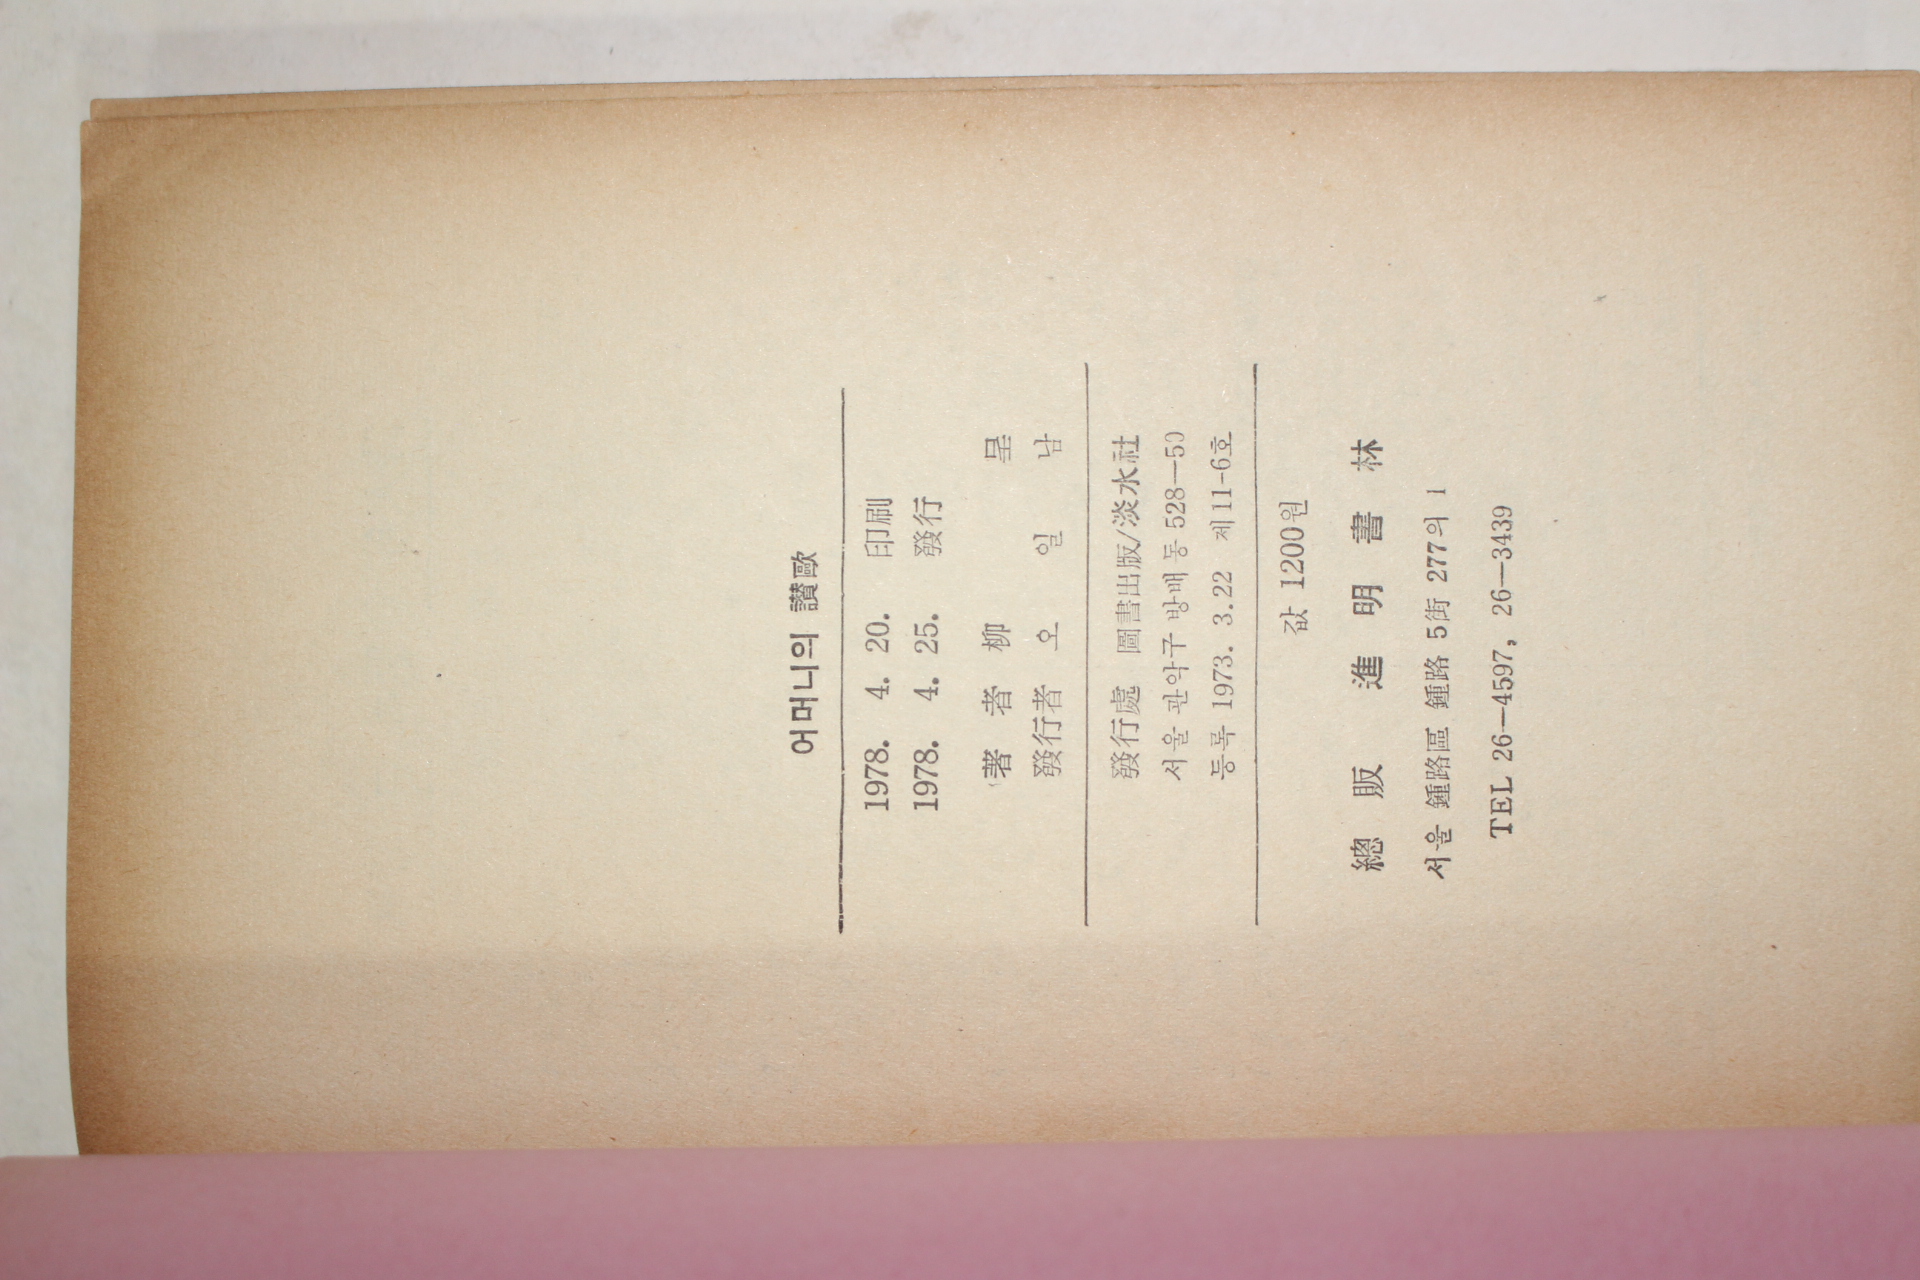 어머니의 讃歐
1978. 4. 20. 印刷
1978. 4. 25. 發行
著者 柳 呈
發行者 오 일 남
發行處 圖書出版/淡水社
서울 관악구 방배동 528—50
등록 1973. 3.22 제11-6호
값 1200원
總販 進明書林
서울 鍾路區 鍾路 5街 277의 1
TEL 26—4597, 26—3439